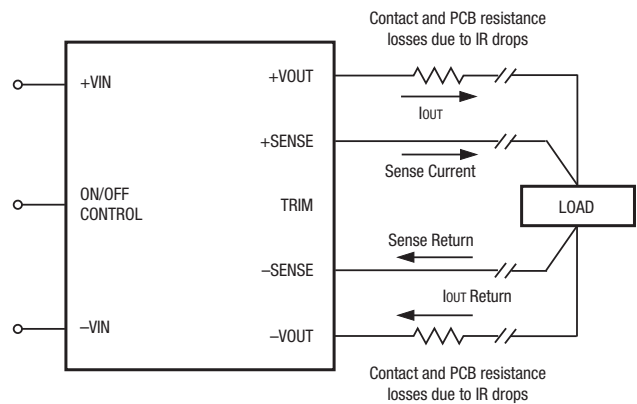 Contact and PCB resistance
losses due to IR drops
+VIN
+VOUT
IOUT
+SENSE
Sense Current
ON/OFF
CONTROL
TRIM
LOAD
Sense Return
–SENSE
IOUT Return
–VIN
–VOUT
Contact and PCB resistance
losses due to IR drops